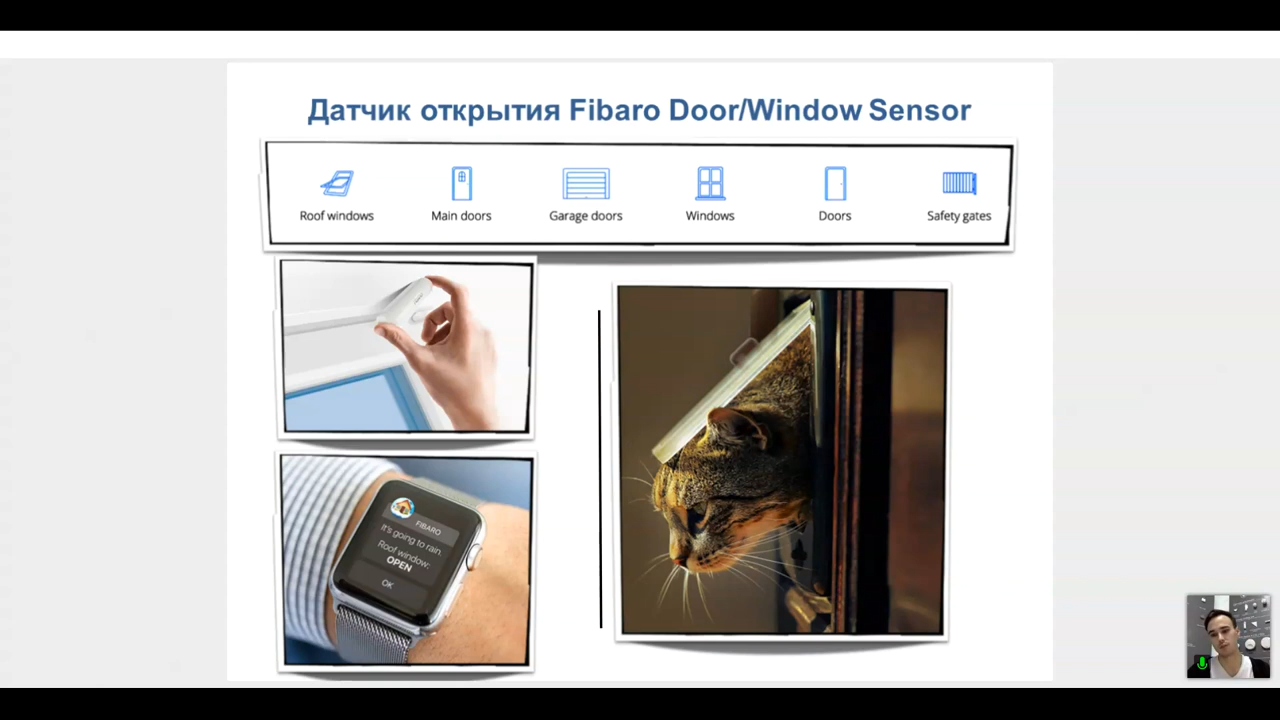 Датчик открытия Fibaro Door/Window Sensor
Roof windows
Main doors
Garage doors
Windows
Doors
Safety gates
FIBARO
It's going to rain.
Roof window:
OPEN
OK